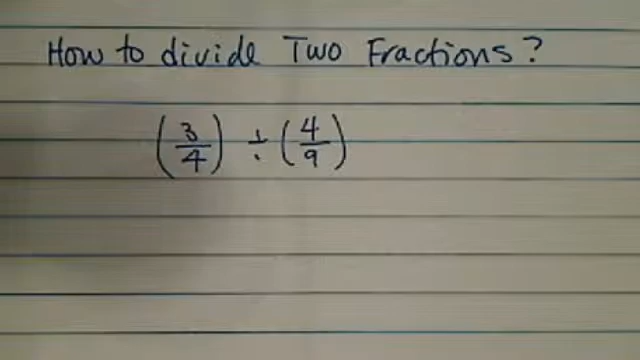 How to divide Two Fractions?
(3/4) ÷ (4/9)